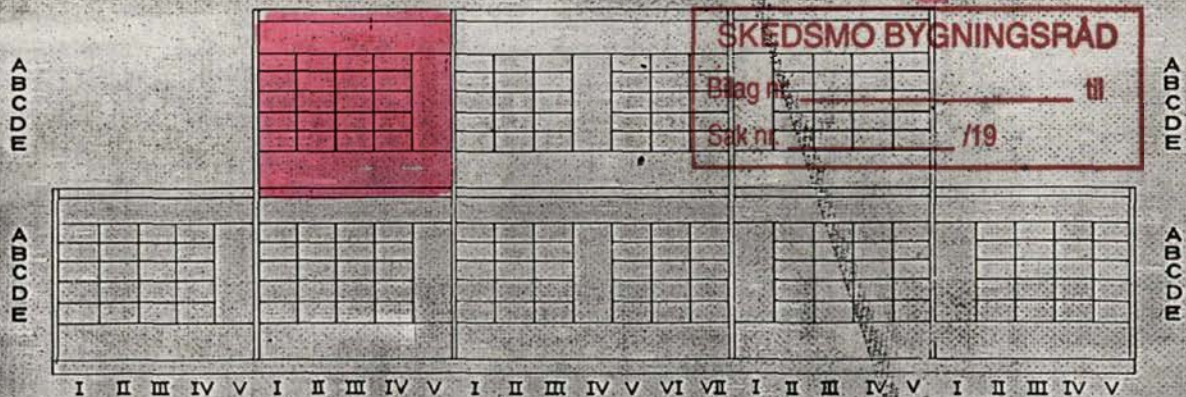 SKEDSMO BYGNINGSRÅD
Bilag nr. til
Sak nr. /19
A
B
C
D
E
A
B
C
D
E
A
B
C
D
E
A
B
C
D
E
I II III IV V I II III IV V I II III IV V VI VII I II III IV V I II III IV V